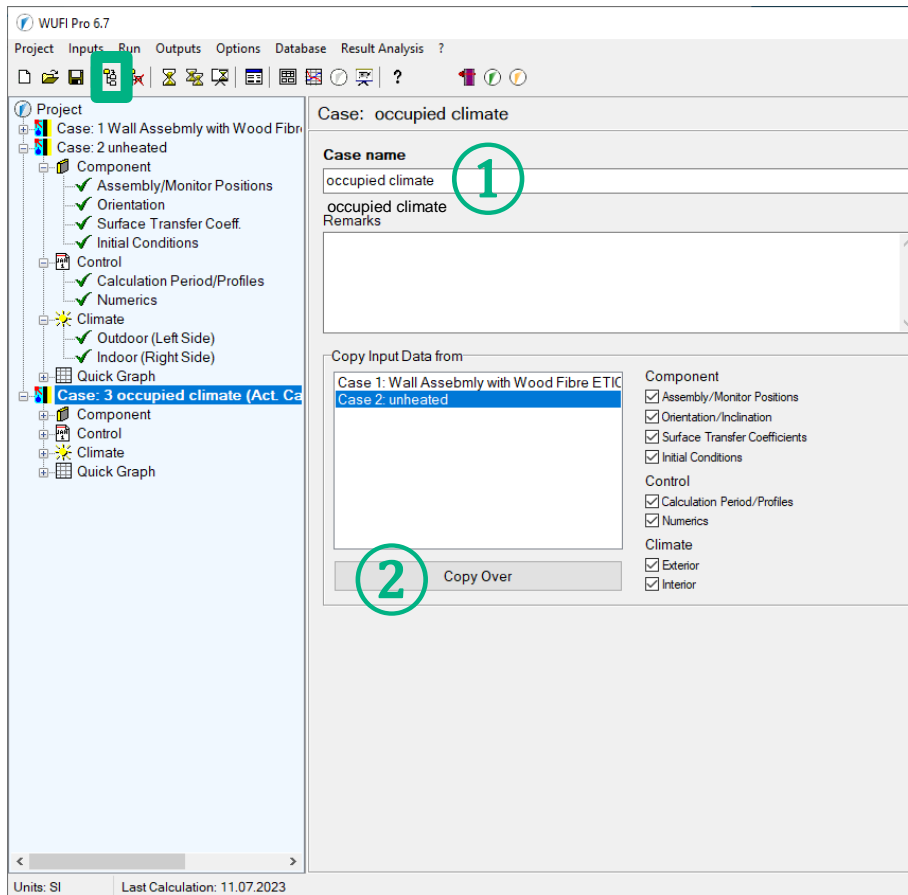 WUFI Pro 6.7
Project Inputs Run Outputs Options Database Result Analysis ?
?
Project
Case: 1 Wall Assebmly with Wood Fibr
Case: 2 unheated
Component
Assembly/Monitor Positions
Orientation
Surface Transfer Coeff.
Initial Conditions
Control
Calculation Period/Profiles
Numerics
Climate
Outdoor (Left Side)
Indoor (Right Side)
Quick Graph
Case: 3 occupied climate (Act. Ca
Component
Control
Climate
Quick Graph
Case: occupied climate
Case name
occupied climate
1
occupied climate
Remarks
Copy Input Data from
Case 1: Wall Assebmly with Wood Fibre ETIC
Case 2: unheated
2
Copy Over
Component
Assembly/Monitor Positions
Orientation/Inclination
Surface Transfer Coefficients
Initial Conditions
Control
Calculation Period/Profiles
Numerics
Climate
Exterior
Interior
Units: SI Last Calculation: 11.07.2023